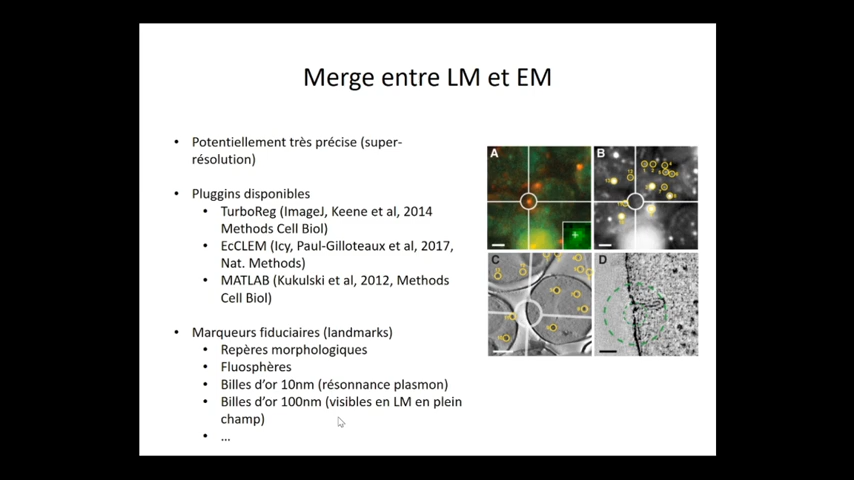 Merge entre LM et EM
• Potentiellement très précise (super-
résolution)
• Pluggins disponibles
• TurboReg (ImageJ, Keene et al, 2014
Methods Cell Biol)
• EcCLEM (Icy, Paul-Gilloteaux et al, 2017,
Nat. Methods)
• MATLAB (Kukulski et al, 2012, Methods
Cell Biol)
• Marqueurs fiduciaires (landmarks)
• Repères morphologiques
• Fluosphères
• Billes d'or 10nm (résonnance plasmon)
• Billes d'or 100nm (visibles en LM en plein
champ)
• ...
A
B
C
D